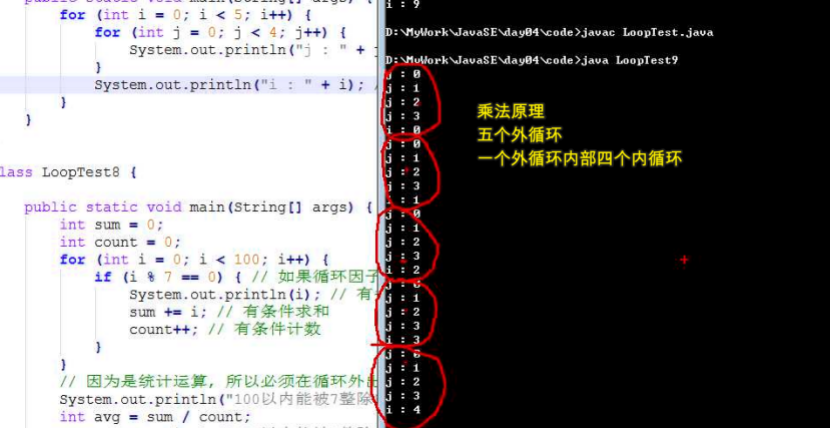 public static void main(String[] args) {
for (int i = 0; i < 5; i++) {
for (int j = 0; j < 4; j++) {
System.out.println("j : " +
}
System.out.println("i : " + i);
}
}
lass LoopTest8 {
public static void main(String[] args) {
int sum = 0;
int count = 0;
for (int i = 0; i < 100; i++) {
if (i % 7 == 0) { // 如果循环因子
System.out.println(i); // 有
sum += i; // 有条件求和
count++; // 有条件计数
}
}
// 因为是统计运算，所以必须在循环外
System.out.println("100以内能被7整除
int avg = sum / count;
i : 9
D:\MyWork\JavaSE\day04\code>javac LoopTest.java
D:\MyWork\JavaSE\day04\code>java LoopTest9
j : 0
j : 1
j : 2
j : 3
i : 0
j : 0
j : 1
j : 2
j : 3
i : 1
j : 0
j : 1
j : 2
j : 3
i : 2
j : 0
j : 1
j : 2
j : 3
i : 3
j : 0
j : 1
j : 2
j : 3
i : 4
乘法原理
五个外循环
一个外循环内部四个内循环